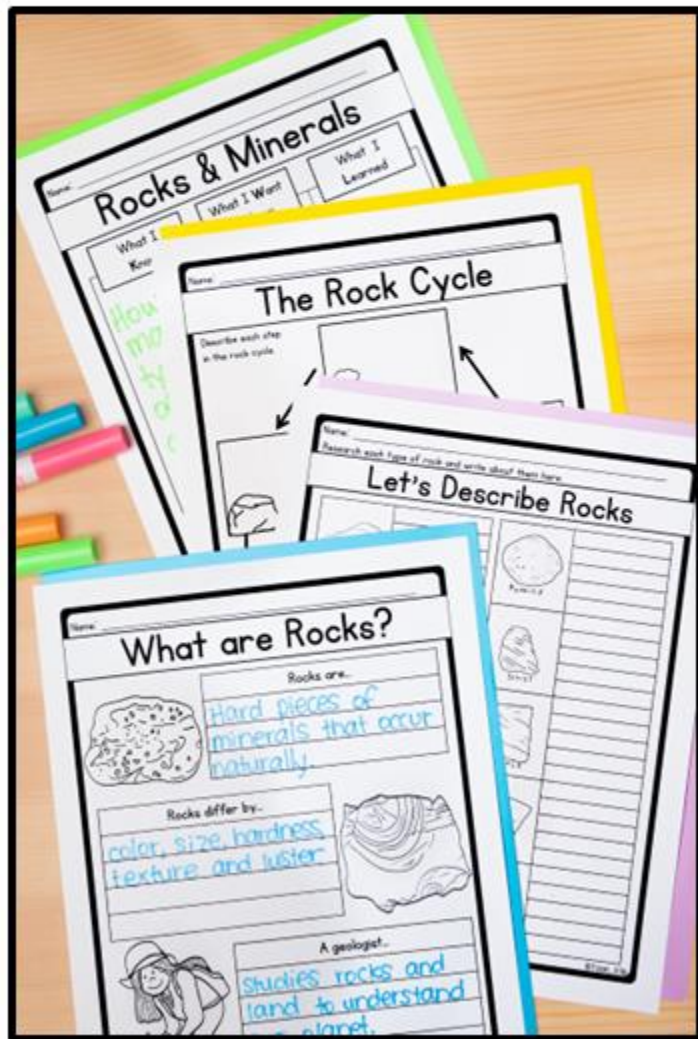 Name:
Rocks & Minerals
What I
What I Want
What I
Learned
Name:
The Rock Cycle
Describe each step
in the rock cycle.
Name:
Research each type of rock and write about them here.
Let's Describe Rocks
Name:
What are Rocks?
Rocks are...
Hard pieces of
minerals that occur
naturally.
Rocks differ by...
color, size, hardness,
texture and luster
A geologist...
studies rocks and
land to understand
planet.